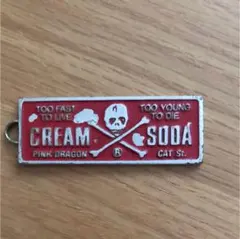 TOO FAST TO LIVE
TOO YOUNG TO DIE
CREAM SODA
PINK DRAGON ® CAT St.